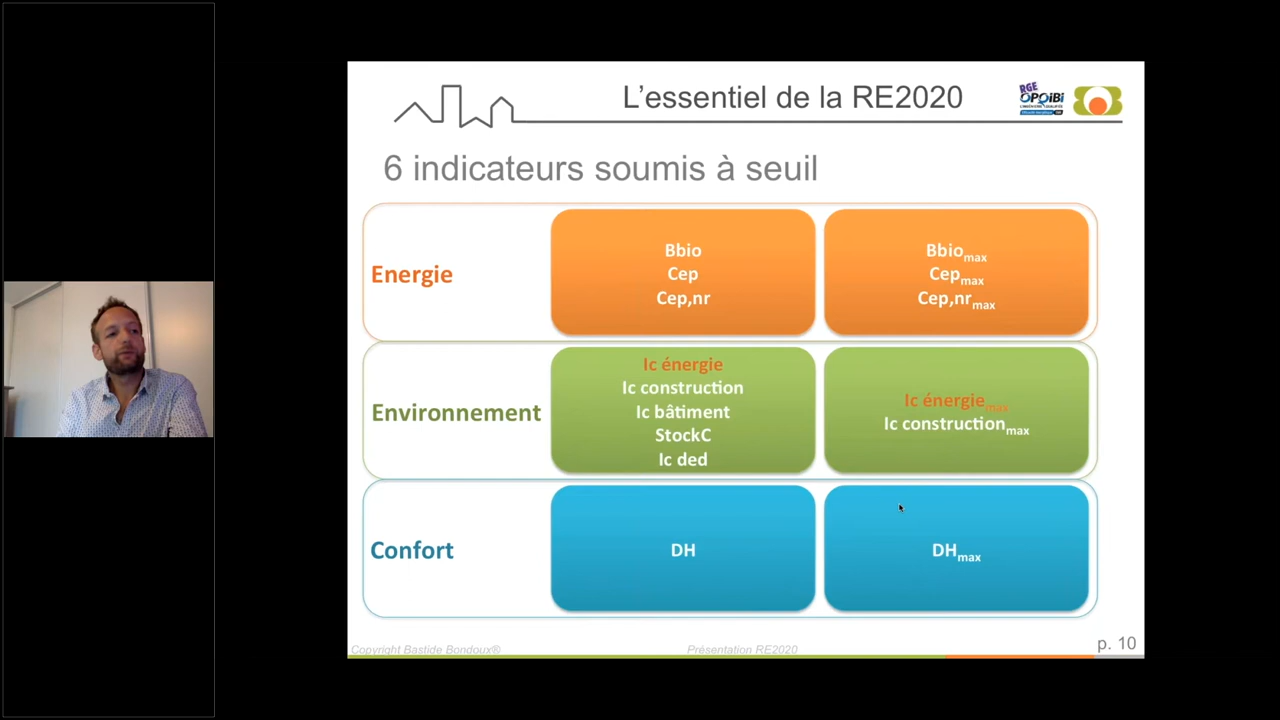 L'essentiel de la RE2020
RGE
OPQiBi
6 indicateurs soumis à seuil
Energie
Bbio
Cep
Cep,nr
Bbiomax
Cepmax
Cep,nrmax
Environnement
Ic énergie
Ic construction
Ic bâtiment
StockC
Ic ded
Ic énergiemax
Ic constructionmax
Confort
DH
DHmax
Copyright Bastide Bondoux®
Présentation RE2020
p. 10